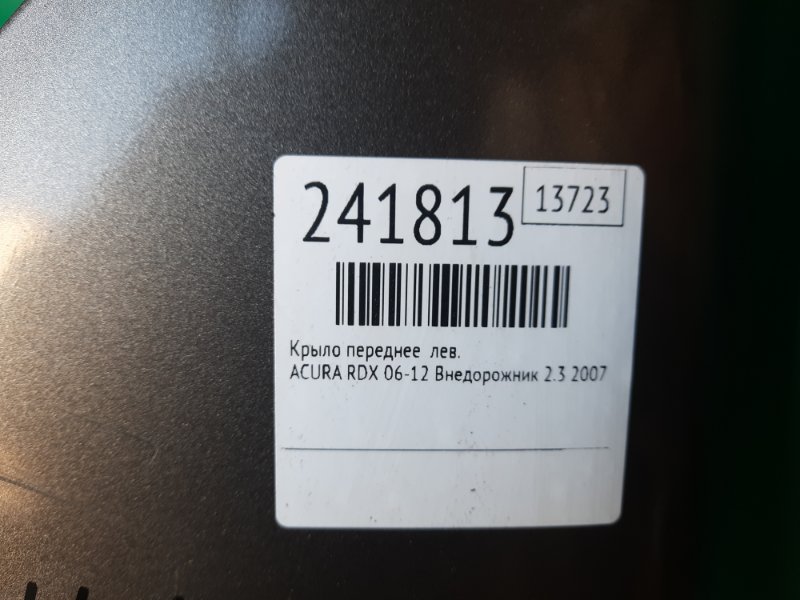 241813
13723
Крыло переднее лев.
ACURA RDX 06-12 Внедорожник 2.3 2007